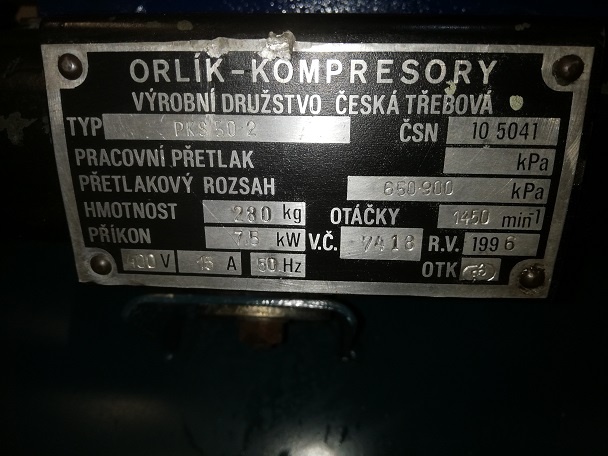 ORLÍK-KOMPRESORY
VÝROBNÍ DRUŽSTVO ČESKÁ TŘEBOVÁ
TYP PKS 50 2 ČSN 10 5041
PRACOVNÍ PŘETLAK kPa
PŘETLAKOVÝ ROZSAH 650-900 kPa
HMOTNOST 280 kg OTÁČKY 1450 min-1
PŘÍKON 7.5 kW V.Č. 7418 R.V. 1996
400 V 15 A 50 Hz OTK